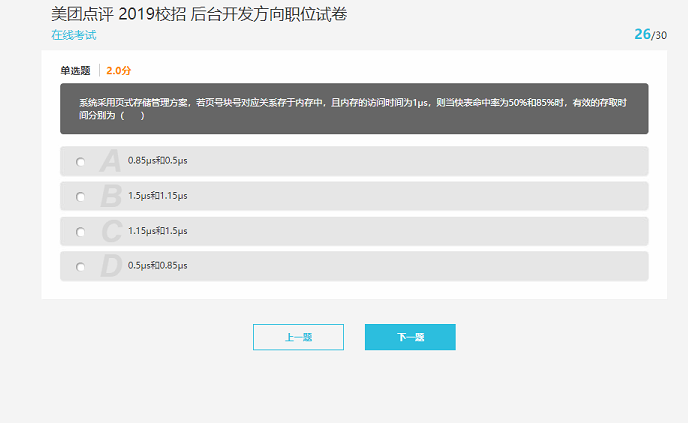 美团点评 2019校招 后台开发方向职位试卷
在线考试
26/30
单选题 2.0分
系统采用页式存储管理方案，若页号块号对应关系存于内存中，且内存的访问时间为1μs，则当快表命中率为50%和85%时，有效的存取时
间分别为（ ）
A 0.85μs和0.5μs
B 1.5μs和1.15μs
C 1.15μs和1.5μs
D 0.5μs和0.85μs
上一题 下一题